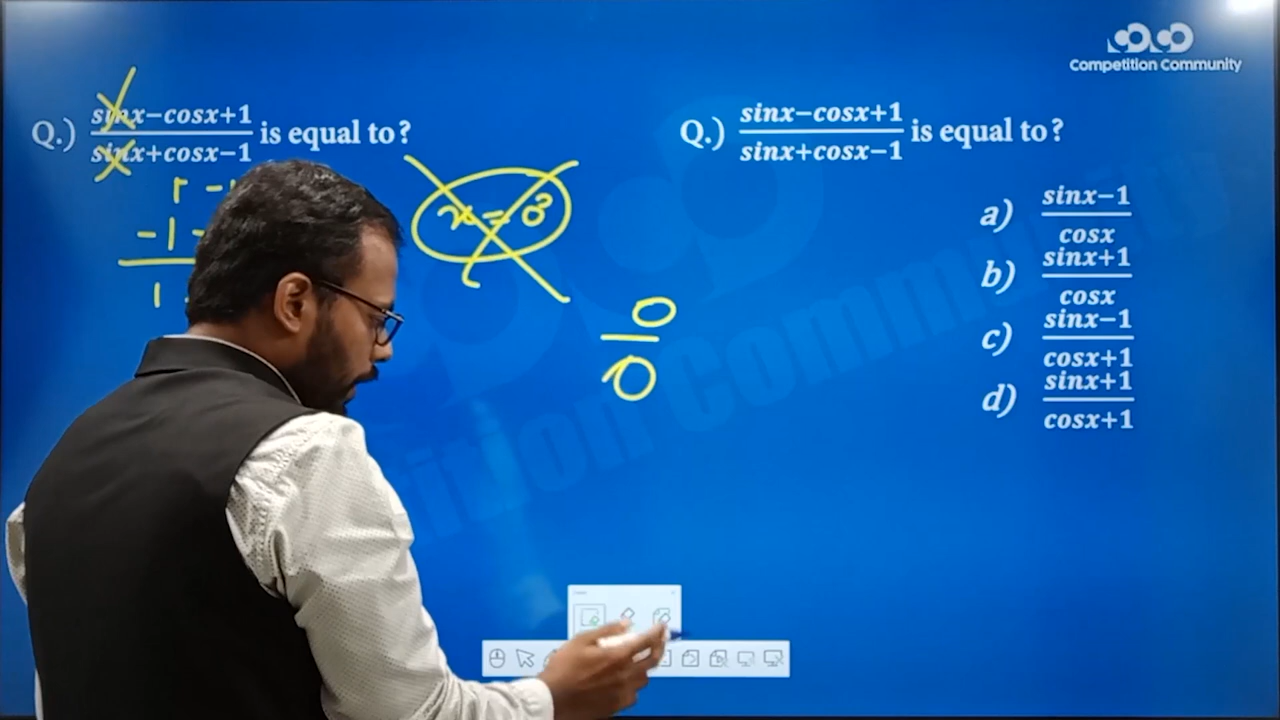 Competition Community
Q.) sinx−cosx+1 / sinx+cosx−1 is equal to?
x = 0°
0 / 0
Q.) sinx−cosx+1 / sinx+cosx−1 is equal to?
a) sinx−1 / cosx
b) sinx+1 / cosx
c) sinx−1 / cosx+1
d) sinx+1 / cosx+1